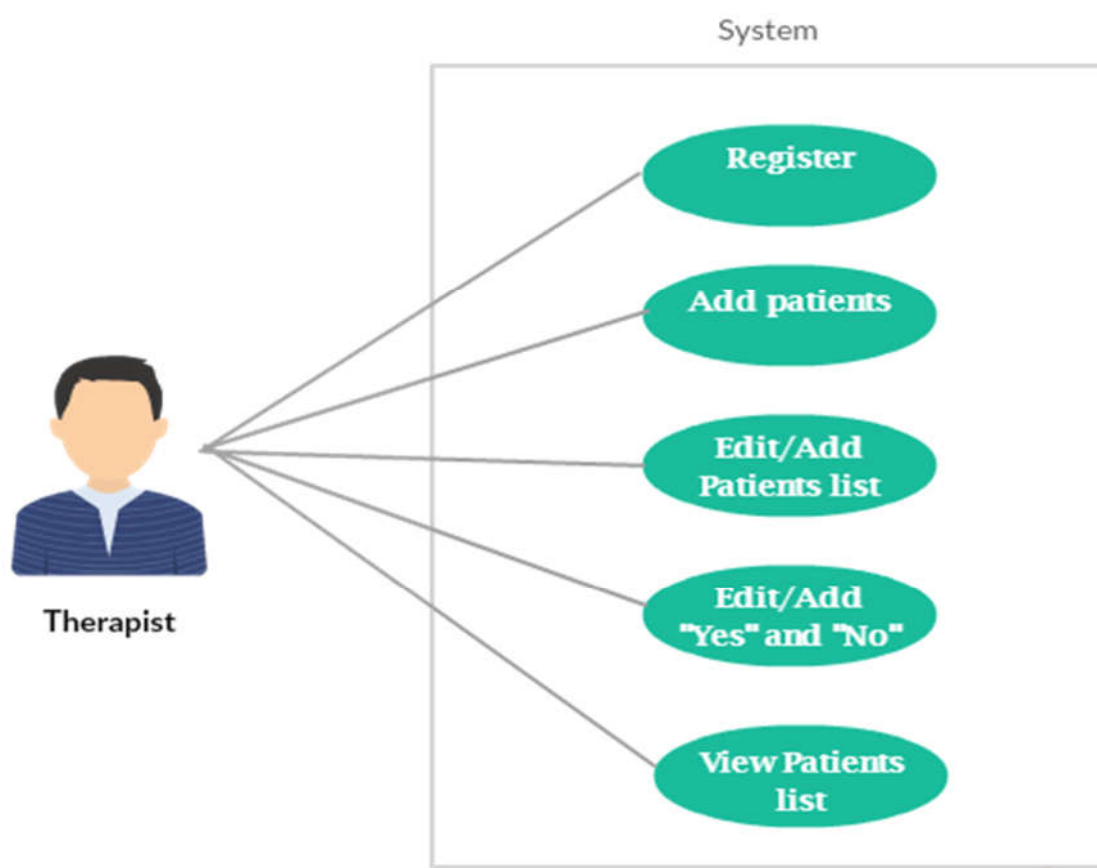 System
Register
Add patients
Edit/Add
Patients list
Edit/Add
"Yes" and "No"
View Patients
list
Therapist